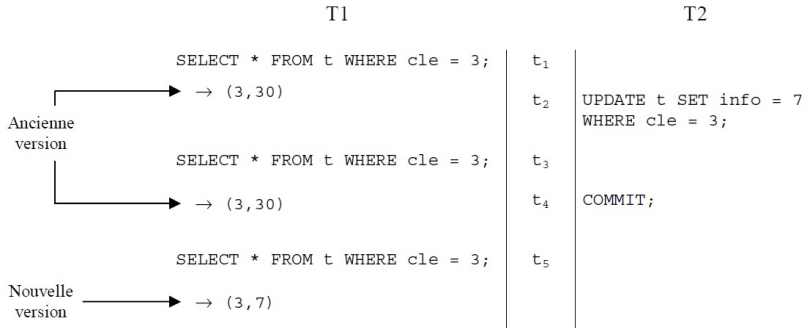 T1 T2
SELECT * FROM t WHERE cle = 3; t₁
→ (3,30)
t₂ UPDATE t SET info = 7
WHERE cle = 3;
Ancienne
version
SELECT * FROM t WHERE cle = 3; t₃
→ (3,30) t₄ COMMIT;
SELECT * FROM t WHERE cle = 3; t₅
Nouvelle
version
→ (3,7)